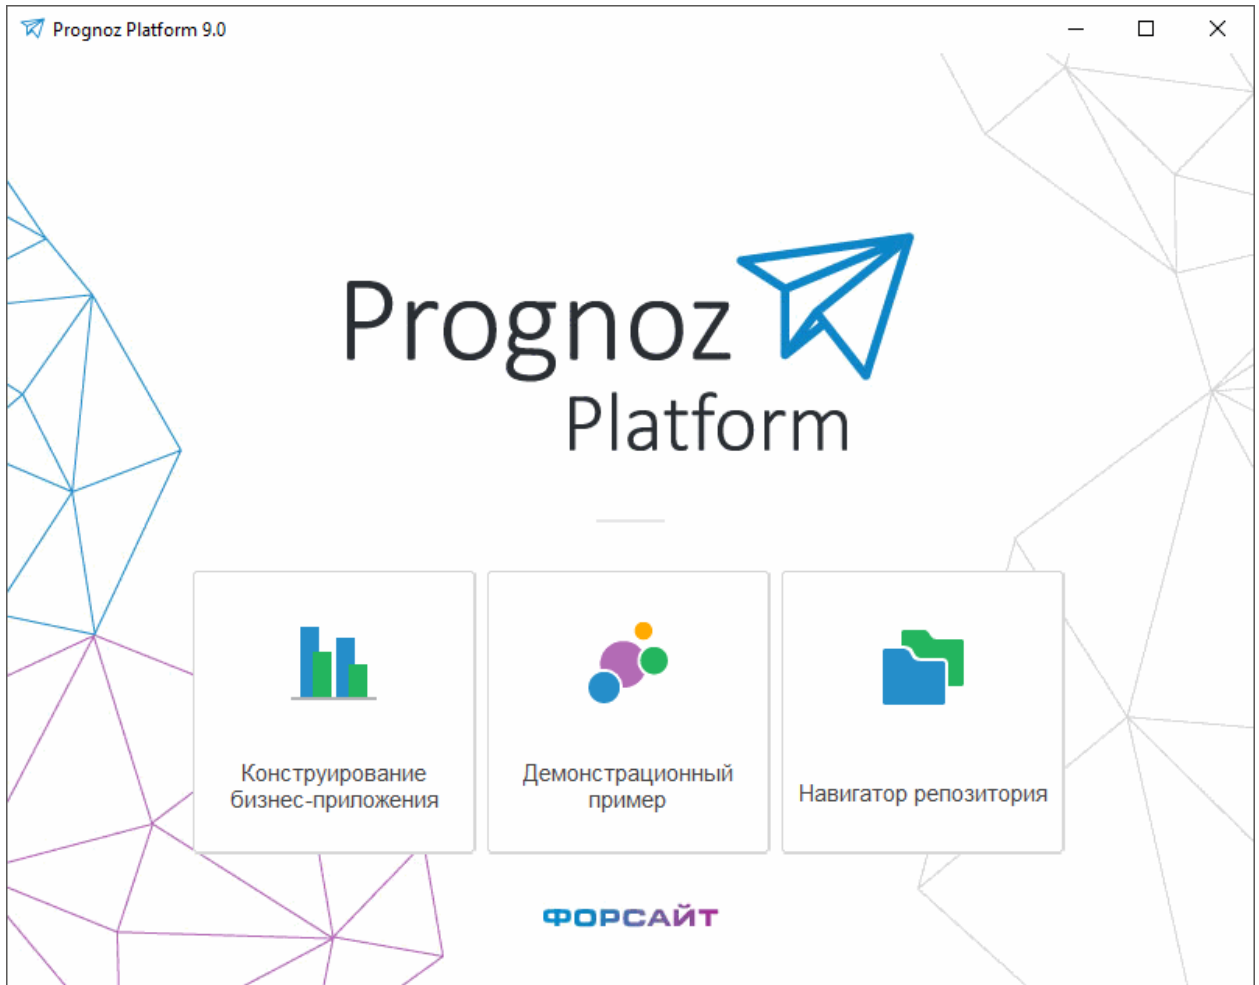 Prognoz Platform 9.0
Prognoz
Platform
Конструирование
бизнес-приложения
Демонстрационный
пример
Навигатор репозитория
ФОРСАЙТ